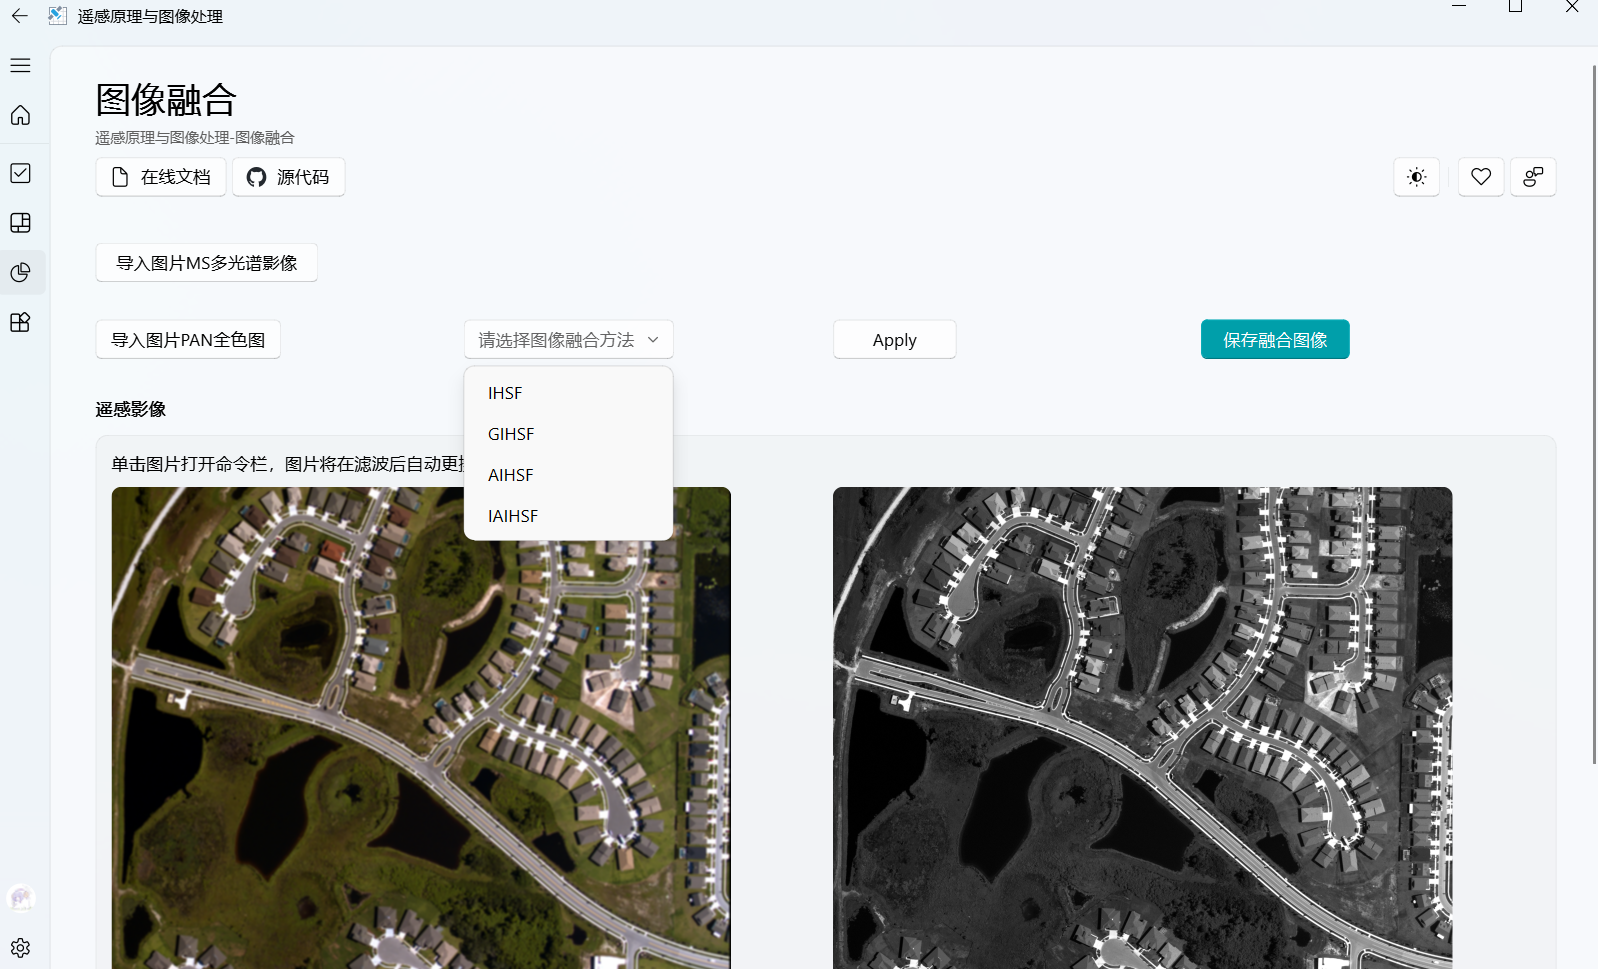 遥感原理与图像处理
图像融合
遥感原理与图像处理-图像融合
在线文档
源代码
导入图片MS多光谱影像
导入图片PAN全色图
请选择图像融合方法
Apply
保存融合图像
IHSF
GIHSF
AIHSF
IAIHSF
遥感影像
单击图片打开命令栏，图片将在滤波后自动更